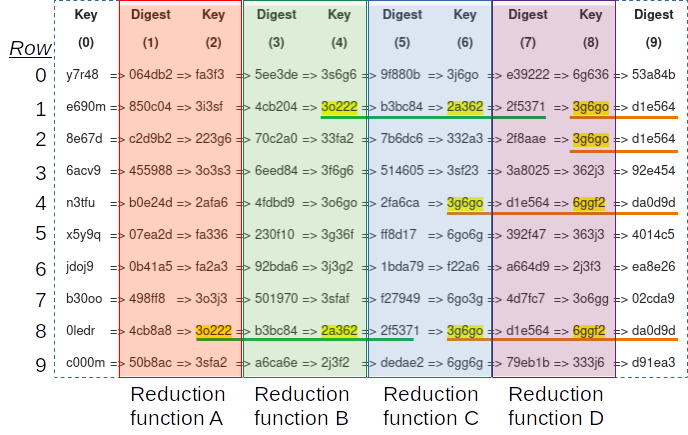 Key Digest Key Digest Key Digest Key Digest Key Digest
Row (0) (1) (2) (3) (4) (5) (6) (7) (8) (9)
0 y7r48 => 064db2 => fa3f3 => 5ee3de => 3s6g6 => 9f880b => 3j6go => e39222 => 6g636 => 53a84b
1 e690m => 850c04 => 3i3sf => 4cb204 => 3o222 => b3bc84 => 2a362 => 2f5371 => 3g6go => d1e564
2 8e67d => c2d9b2 => 223g6 => 70c2a0 => 33fa2 => 7b6dc6 => 332a3 => 2f8aae => 3g6go => d1e564
3 6acv9 => 455988 => 3o3s3 => 6eed84 => 3f6g6 => 514605 => 3sf23 => 3a8025 => 362j3 => 92e454
4 n3tfu => b0e24d => 2afa6 => 4fdbd9 => 3o6go => 2fa6ca => 3g6go => d1e564 => 6ggf2 => da0d9d
5 x5y9q => 07ea2d => fa336 => 230f10 => 3g36f => ff8d17 => 6go6g => 392f47 => 363j3 => 4014c5
6 jdoj9 => 0b41a5 => fa2a3 => 92bda6 => 3j3g2 => 1bda79 => f22a6 => a664d9 => 2j3f3 => ea8e26
7 b30oo => 498ff8 => 3o3j3 => 501970 => 3sfaf => f27949 => 6go3g => 4d7fc7 => 3o6gg => 02cda9
8 0ledr => 4cb8a8 => 3o222 => b3bc84 => 2a362 => 2f5371 => 3g6go => d1e564 => 6ggf2 => da0d9d
9 c000m => 50b8ac => 3sfa2 => a6ca6e => 2j3f2 => dedae2 => 6gg6g => 79eb1b => 333j6 => d91ea3
Reduction Reduction Reduction Reduction
function A function B function C function D